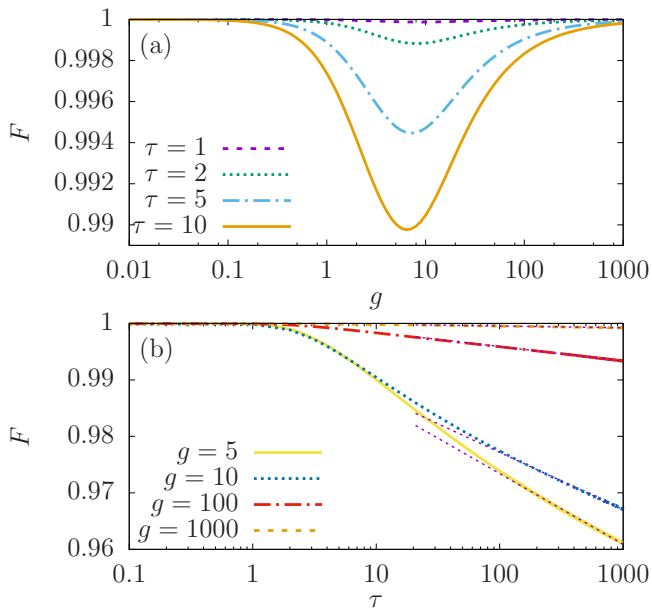 1
(a)
0.998
0.996
F
0.994
τ = 1
0.992
τ = 2
τ = 5
0.99
τ = 10
0.01 0.1 1 10 100 1000
g
1
(b)
0.99
F
0.98
g = 5
0.97
g = 10
g = 100
g = 1000
0.96
0.1 1 10 100 1000
τ